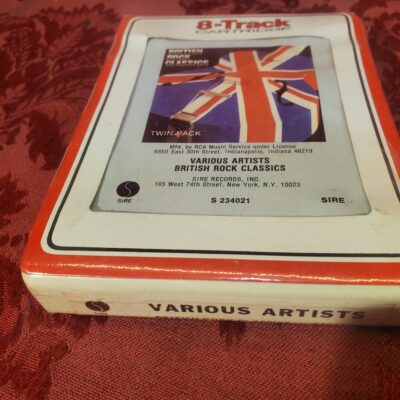 8-Track
CARTRIDGE
BRITISH
ROCK
CLASSICS
TWIN-PACK
Mfd. by RCA Music Service under License
6550 East 30th Street, Indianapolis, Indiana 46219
VARIOUS ARTISTS
BRITISH ROCK CLASSICS
SIRE RECORDS, INC.
165 West 74th Street, New York, N.Y. 10023
SIRE
S 234021
SIRE
VARIOUS ARTISTS